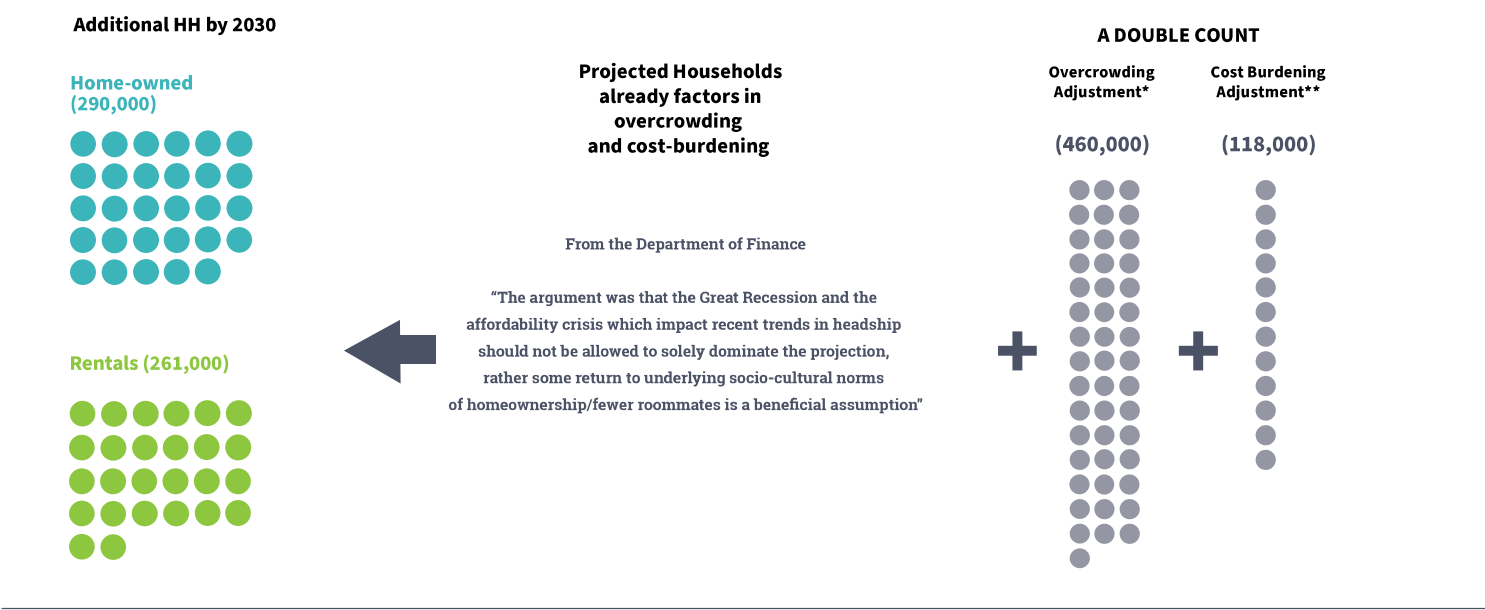 Additional HH by 2030
Home-owned
(290,000)
Rentals (261,000)
Projected Households
already factors in
overcrowding
and cost-burdening
From the Department of Finance
“The argument was that the Great Recession and the
affordability crisis which impact recent trends in headship
should not be allowed to solely dominate the projection,
rather some return to underlying socio-cultural norms
of homeownership/fewer roommates is a beneficial assumption”
A DOUBLE COUNT
Overcrowding
Adjustment*
(460,000)
Cost Burdening
Adjustment**
(118,000)